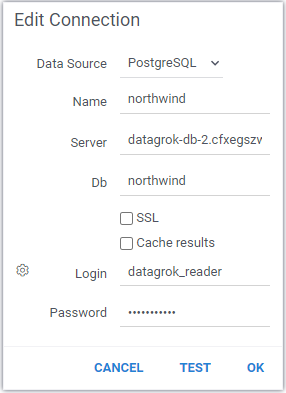 Edit Connection
Data Source PostgreSQL
Name northwind
Server datagrok-db-2.cfxegszv
Db northwind
SSL
Cache results
Login datagrok_reader
Password •••••••••••
CANCEL TEST OK